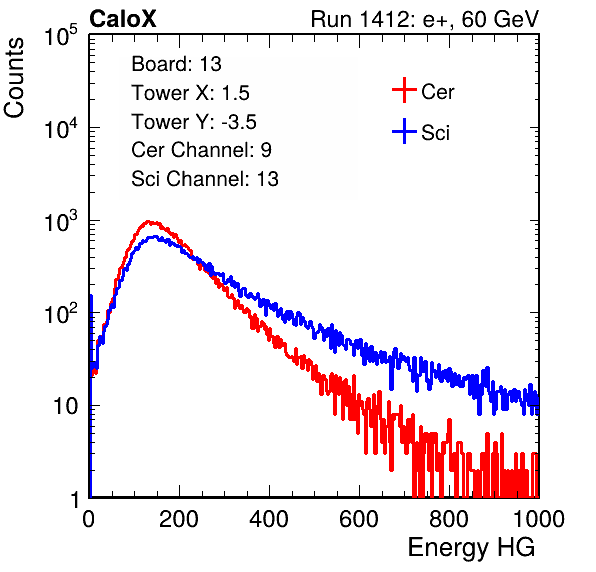 CaloX Run 1412: e+, 60 GeV
Counts
Board: 13
Tower X: 1.5
Tower Y: -3.5
Cer Channel: 9
Sci Channel: 13
Cer
Sci
10^5
10^4
10^3
10^2
10
1
0 200 400 600 800 1000
Energy HG